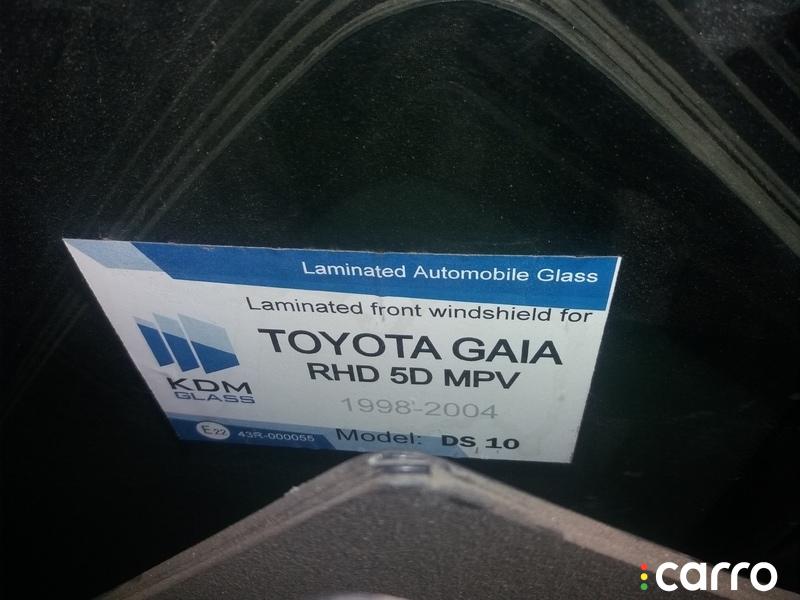 Laminated Automobile Glass
Laminated front windshield for
TOYOTA GAIA
RHD 5D MPV
KDM
GLASS
1998-2004
E22 43R-000055 Model: DS 10
carro